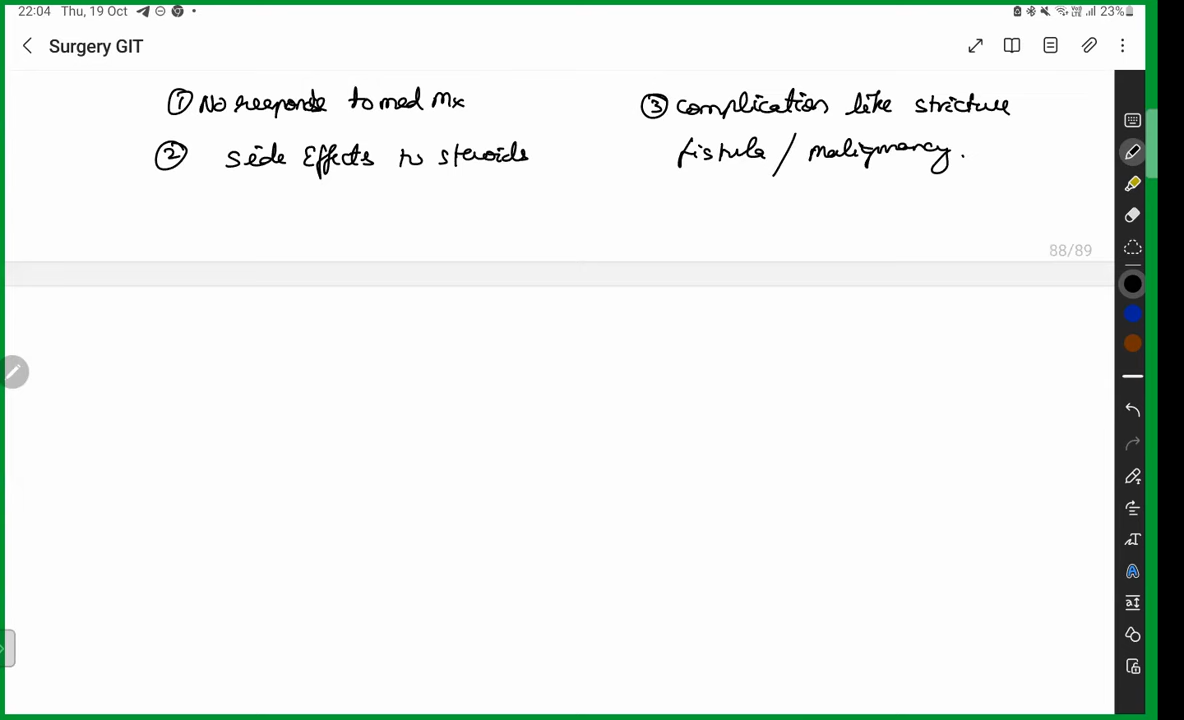 22:04 Thu, 19 Oct
23%
Surgery GIT
① No response to med Mx
② Side Effects to steroids
③ complication like stricture
fistula / malignancy.
88/89